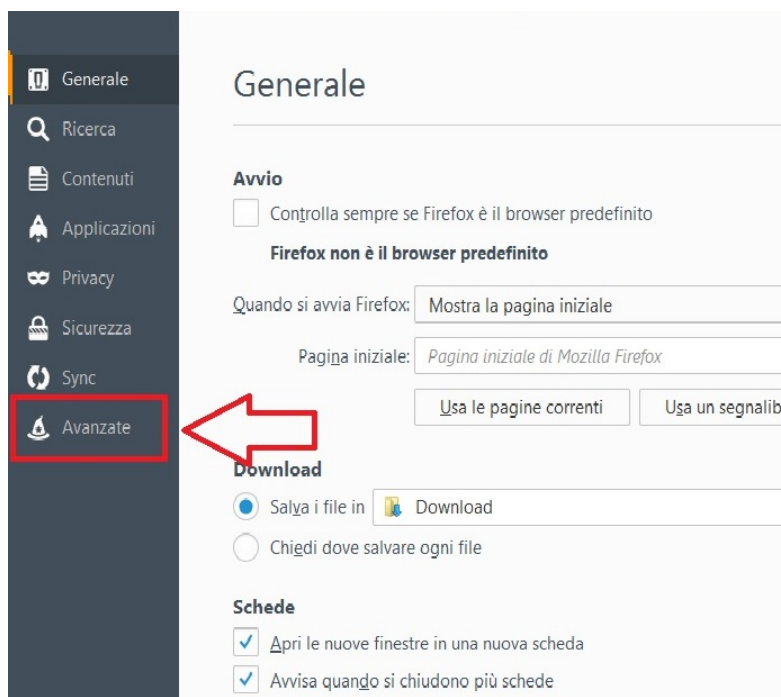 Generale
Ricerca
Contenuti
Applicazioni
Privacy
Sicurezza
Sync
Avanzate
Generale
Avvio
Controlla sempre se Firefox è il browser predefinito
Firefox non è il browser predefinito
Quando si avvia Firefox: Mostra la pagina iniziale
Pagina iniziale: Pagina iniziale di Mozilla Firefox
Usa le pagine correnti Usa un segnalib
Download
Salva i file in Download
Chiedi dove salvare ogni file
Schede
Apri le nuove finestre in una nuova scheda
Avvisa quando si chiudono più schede